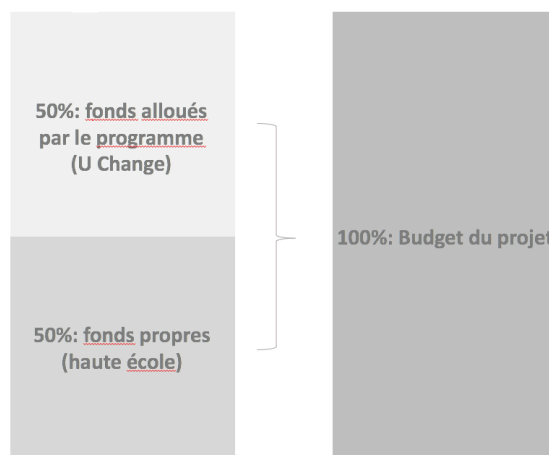 50%: fonds alloués
par le programme
(U Change)
100%: Budget du projet
50%: fonds propres
(haute école)